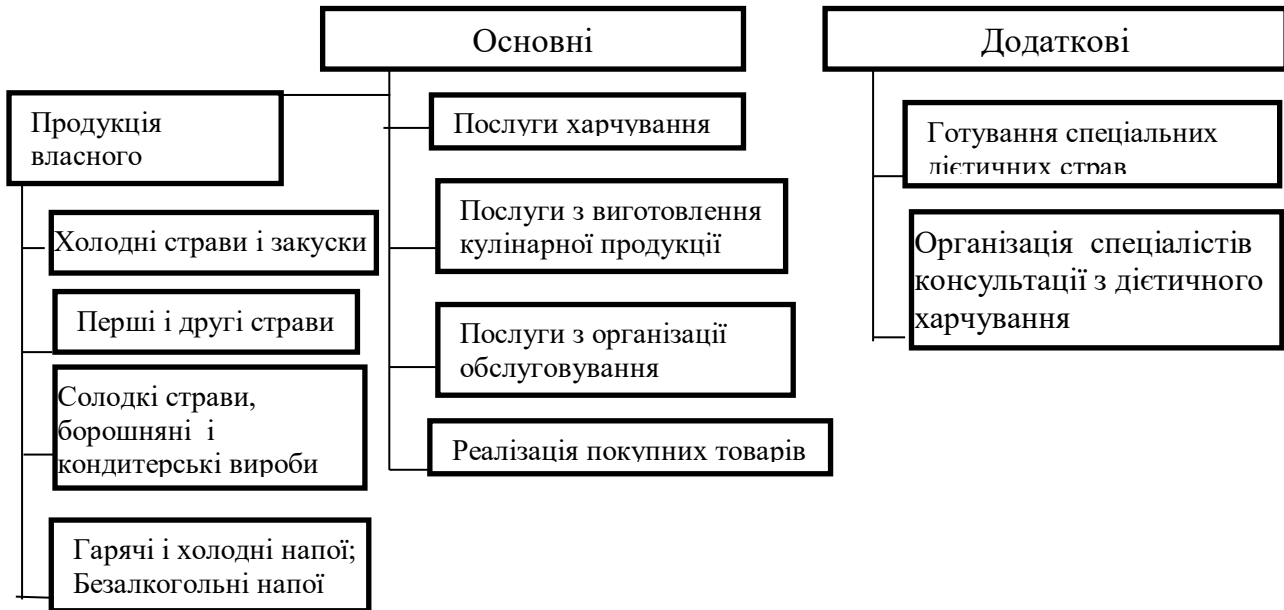 Основні
Додаткові
Продукція
власного
Холодні страви і закуски
Перші і другі страви
Солодкі страви,
борошняні і
кондитерські вироби
Гарячі і холодні напої;
Безалкогольні напої
Послуги харчування
Послуги з виготовлення
кулінарної продукції
Послуги з організації
обслуговування
Реалізація покупних товарів
Готування спеціальних
дієтичних страв
Організація спеціалістів
консультації з дієтичного
харчування